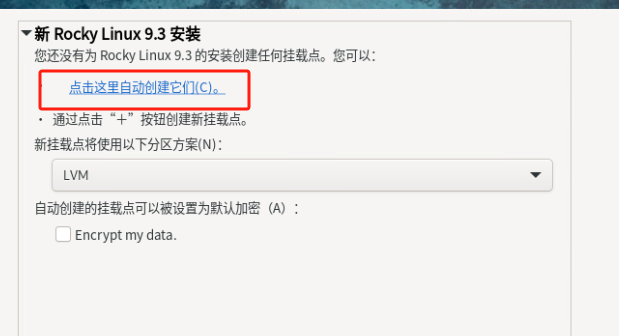 新 Rocky Linux 9.3 安装
您还没有为 Rocky Linux 9.3 的安装创建任何挂载点。您可以：
点击这里自动创建它们(C)。
• 通过点击“＋”按钮创建新挂载点。
新挂载点将使用以下分区方案(N)：
LVM
自动创建的挂载点可以被设置为默认加密（A）：
Encrypt my data.